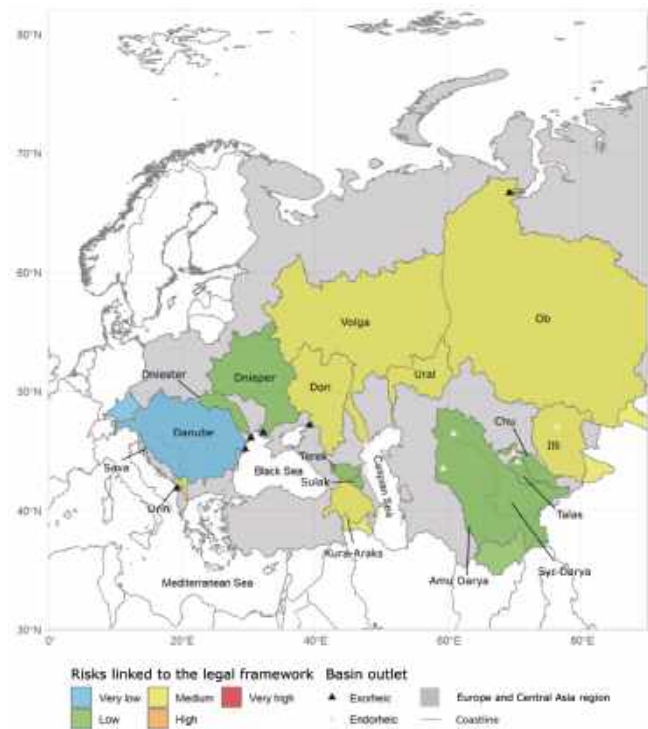 80°N
70°N
60°N
50°N
40°N
30°N
Volga
Ob
Dniester
Dnieper
Don
Ural
Danube
Chu
Illi
Sava
Terek
Black Sea
Sulak
Caspian Sea
Talas
Drin
Kura-Araks
Syr-Darya
Amu Darya
Mediterranean Sea
0°
20°E
40°E
60°E
80°E
Risks linked to the legal framework Basin outlet
Very low Medium Very high Exorheic Europe and Central Asia region
Low High Endorheic Coastline